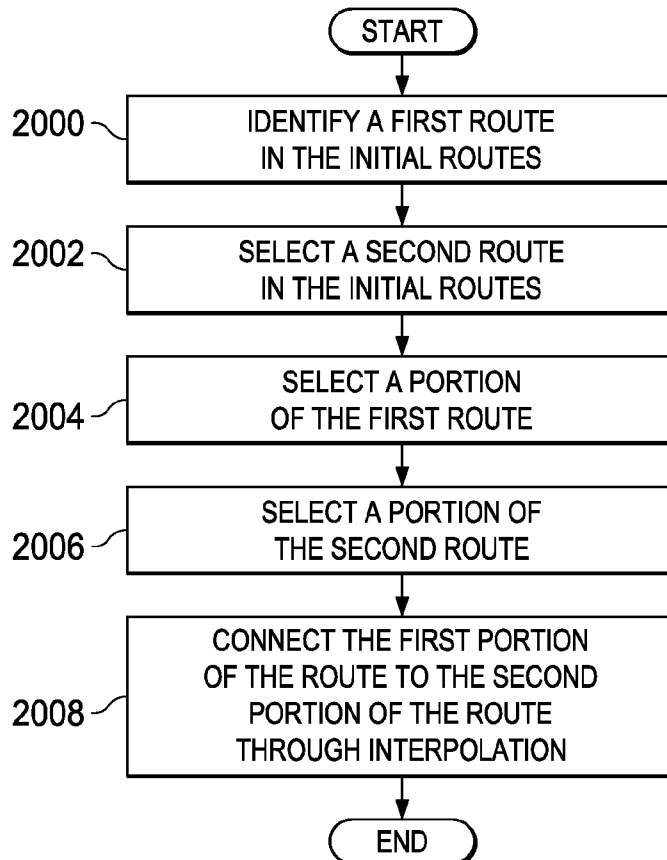 START
2000
IDENTIFY A FIRST ROUTE
IN THE INITIAL ROUTES
2002
SELECT A SECOND ROUTE
IN THE INITIAL ROUTES
2004
SELECT A PORTION
OF THE FIRST ROUTE
2006
SELECT A PORTION OF
THE SECOND ROUTE
2008
CONNECT THE FIRST PORTION
OF THE ROUTE TO THE SECOND
PORTION OF THE ROUTE
THROUGH INTERPOLATION
END